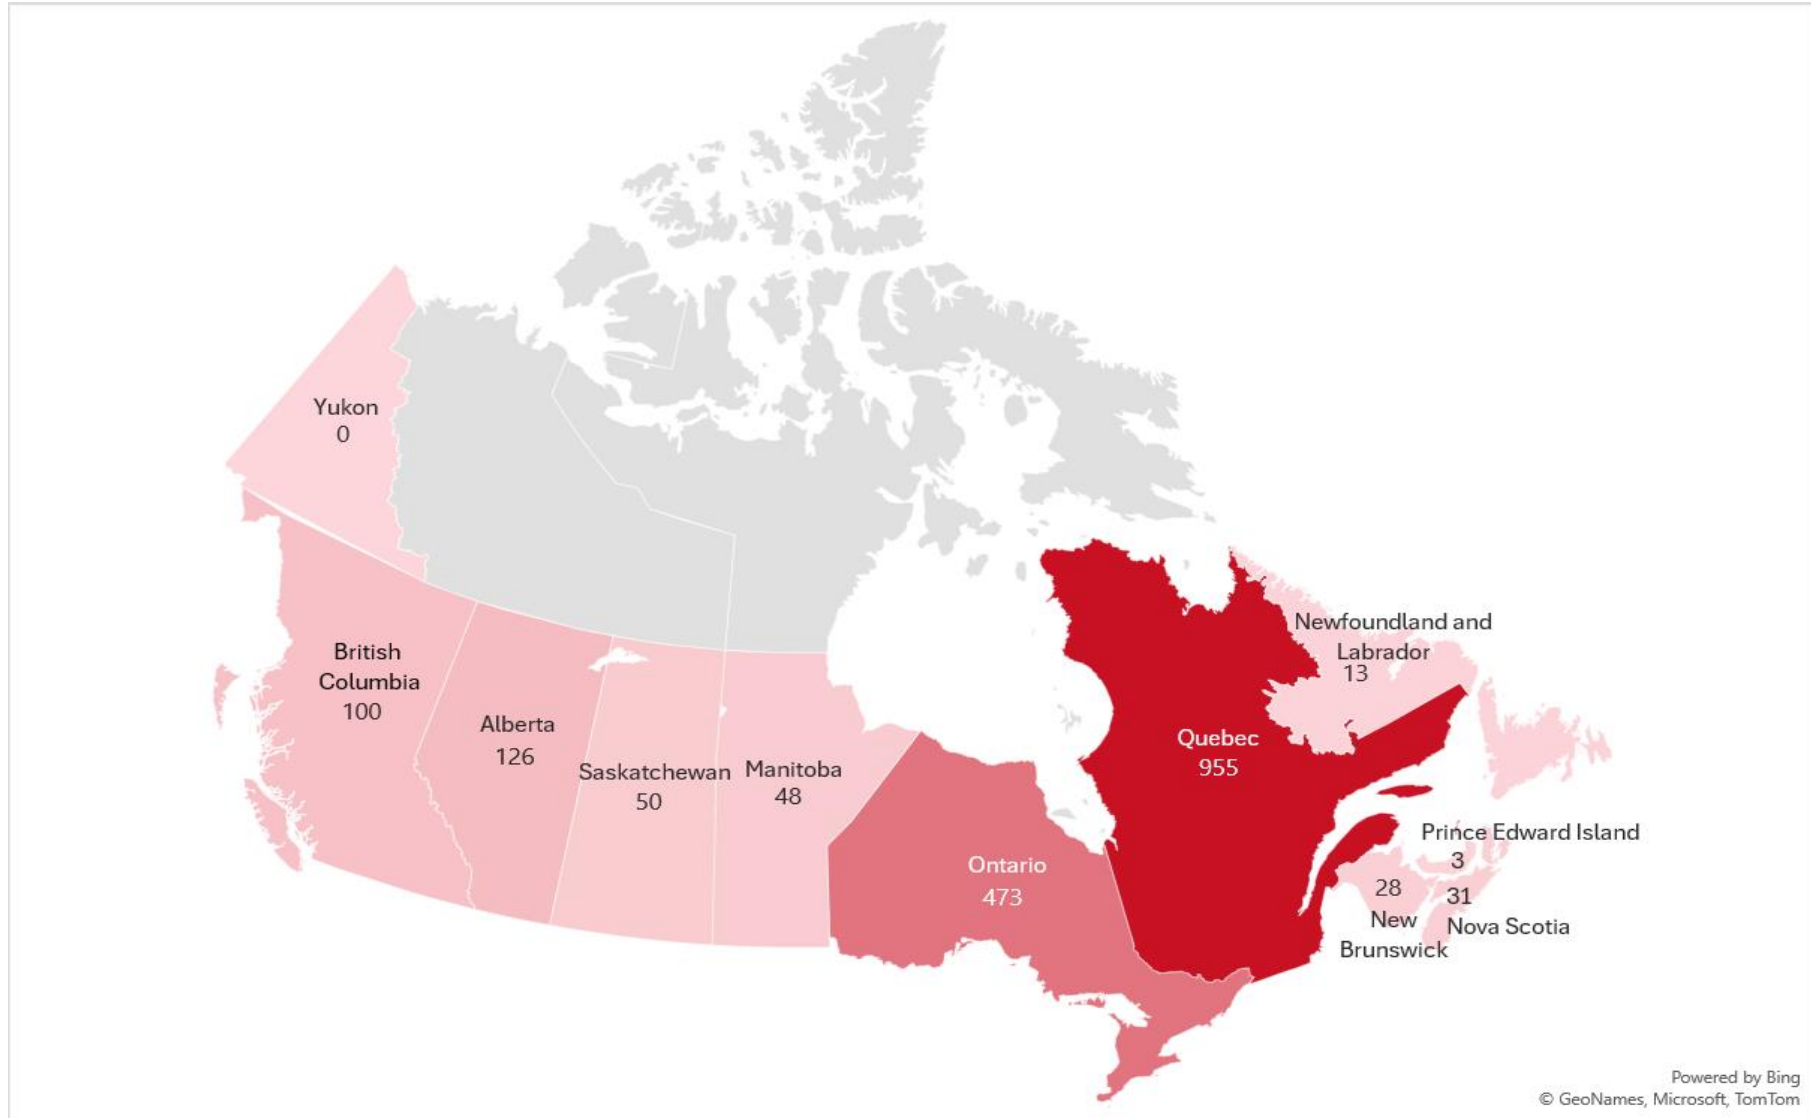 Yukon
0
British
Columbia
100
Alberta
126
Saskatchewan
50
Manitoba
48
Ontario
473
Quebec
955
Newfoundland and
Labrador
13
Prince Edward Island
3
28
New
Brunswick
31
Nova Scotia
Powered by Bing
© GeoNames, Microsoft, TomTom